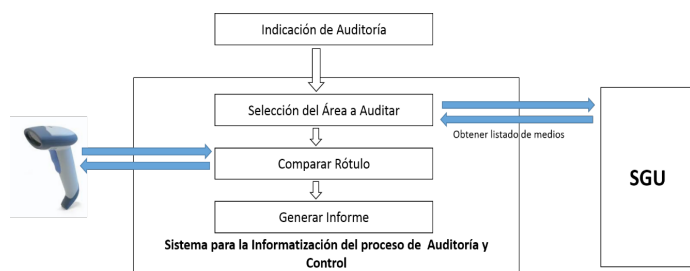 Indicación de Auditoría
Selección del Área a Auditar
Obtener listado de medios
Comparar Rótulo
SGU
Generar Informe
Sistema para la Informatización del proceso de Auditoría y
Control